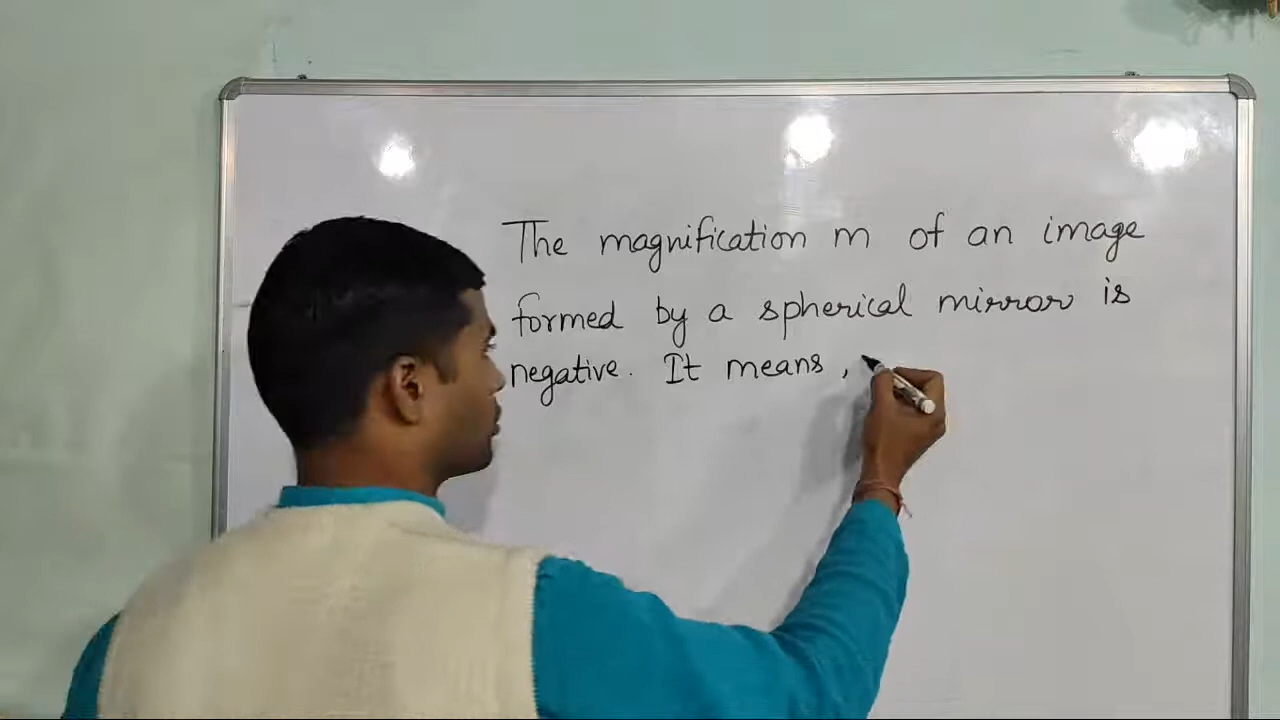 The magnification m of an image
formed by a spherical mirror is
negative. It means,